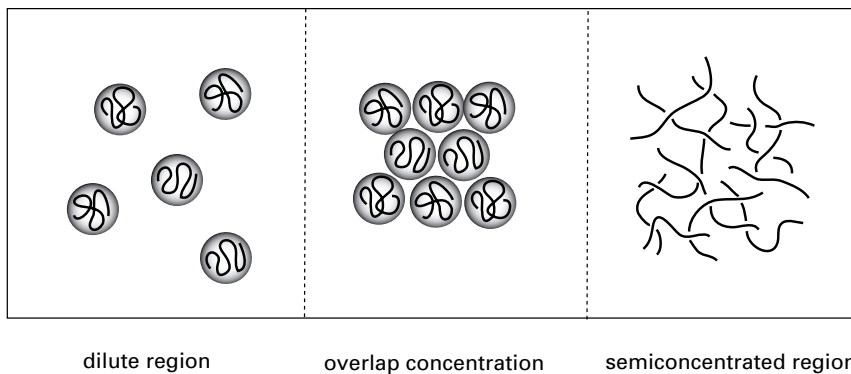 dilute region
overlap concentration
semiconcentrated region